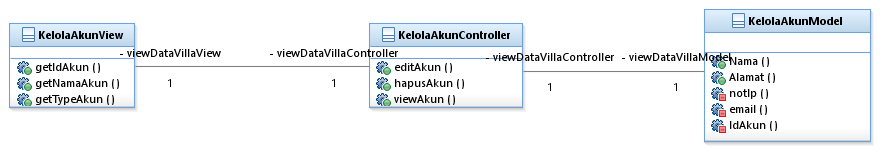 KelolaAkunView
getIdAkun ()
getNamaAkun ()
getTypeAkun ()
- viewDataVillaView
- viewDataVillaController
1
1
KelolaAkunController
editAkun ()
hapusAkun ()
viewAkun ()
- viewDataVillaController
- viewDataVillaModel
1
1
KelolaAkunModel
Nama ()
Alamat ()
notlp ()
email ()
IdAkun ()